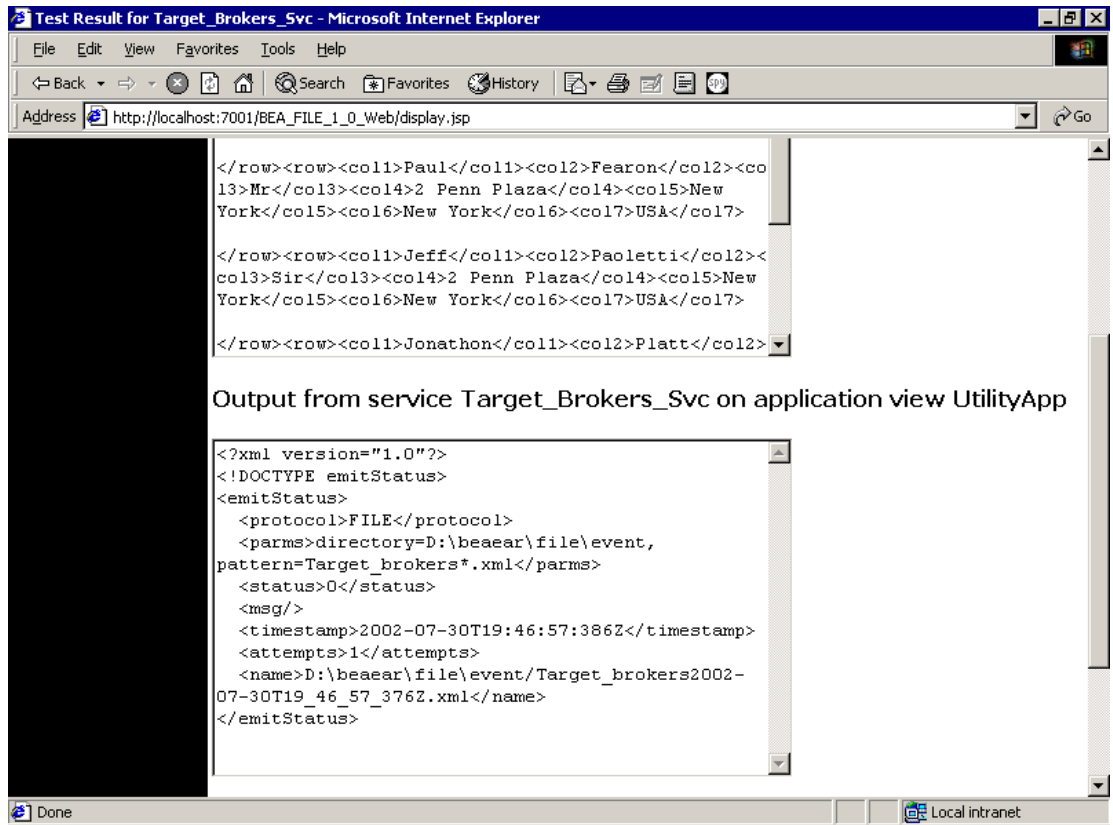 Test Result for Target_Brokers_Svc - Microsoft Internet Explorer
File Edit View Favorites Tools Help
Back Search Favorites History
Address http://localhost:7001/BEA_FILE_1_0_Web/display.jsp Go
</row><row><col1>Paul</col1><col2>Fearon</col2><co
l3>Mr</col3><col4>2 Penn Plaza</col4><col5>New
York</col5><col6>New York</col6><col7>USA</col7>
</row><row><col1>Jeff</col1><col2>Paoletti</col2><
col3>Sir</col3><col4>2 Penn Plaza</col4><col5>New
York</col5><col6>New York</col6><col7>USA</col7>
</row><row><col1>Jonathon</col1><col2>Platt</col2>
Output from service Target_Brokers_Svc on application view UtilityApp
<?xml version="1.0"?>
<!DOCTYPE emitStatus>
<emitStatus>
<protocol>FILE</protocol>
<parms>directory=D:\beaear\file\event,
pattern=Target_brokers*.xml</parms>
<status>0</status>
<msg/>
<timestamp>2002-07-30T19:46:57:386Z</timestamp>
<attempts>1</attempts>
<name>D:\beaear\file\event/Target_brokers2002-
07-30T19_46_57_376Z.xml</name>
</emitStatus>
Done Local intranet